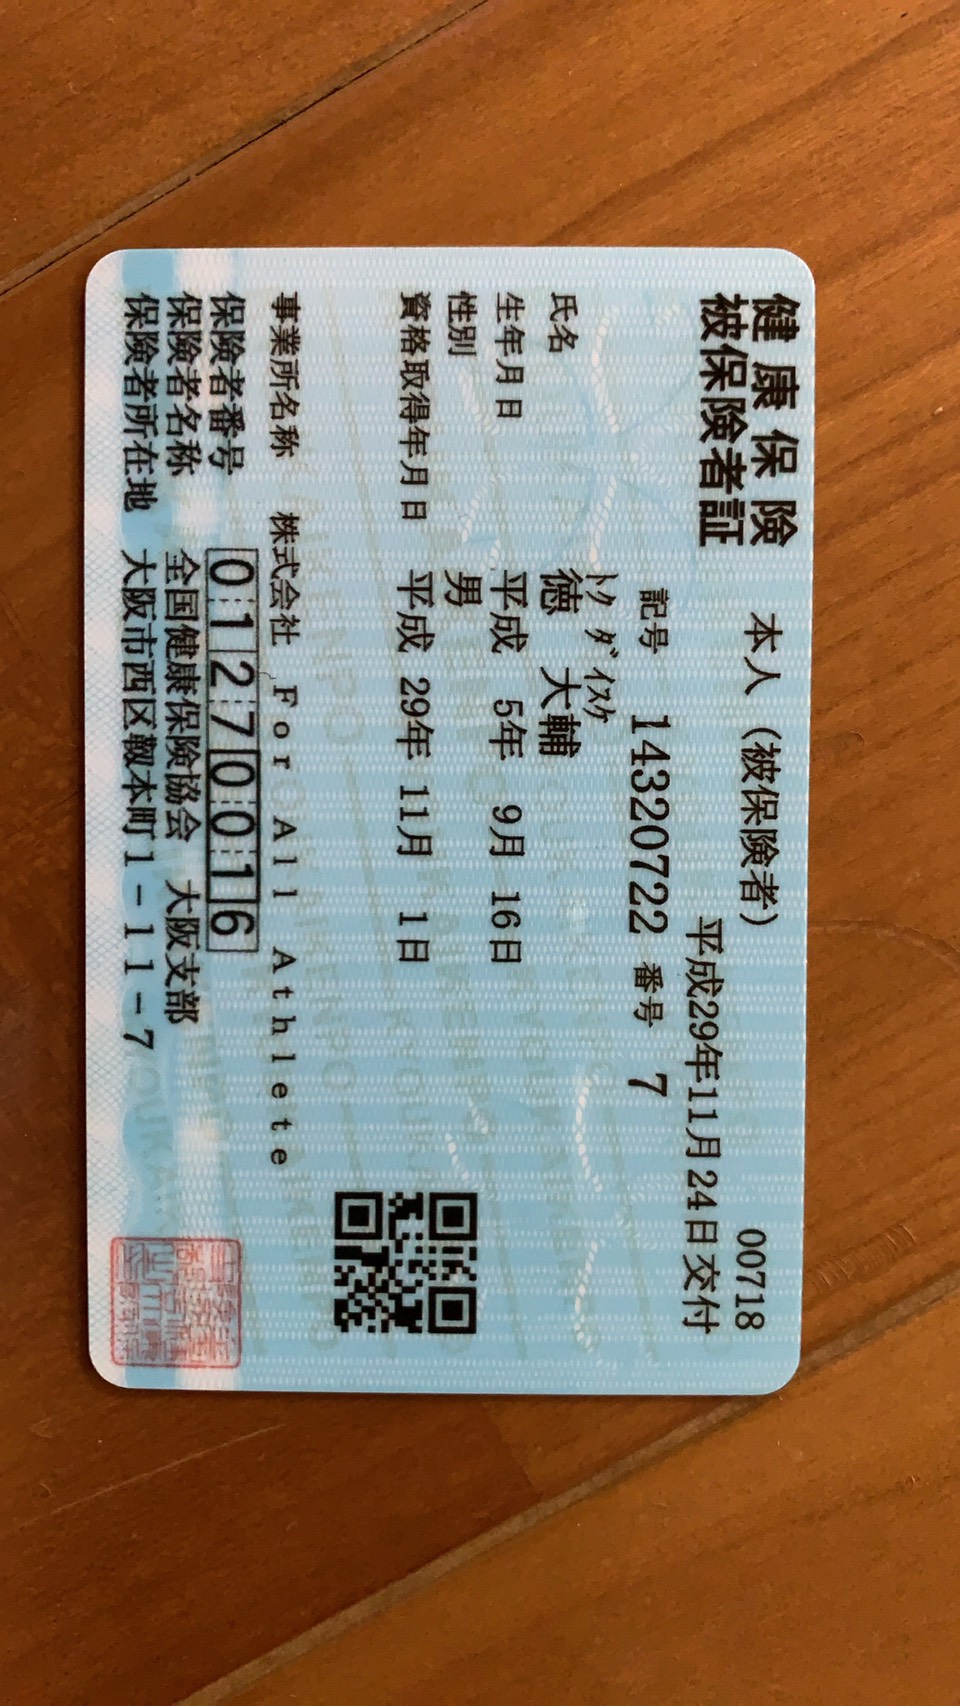 健康保険
被保険者証
本人（被保険者）
00718
平成29年11月24日交付
記号 14320722 番号 7
ﾄｸ ﾀﾞｲｽｹ
氏名 徳 大輔
生年月日 平成 5年 9月 16日
性別 男
資格取得年月日 平成 29年 11月 1日
事業所名称 株式会社 For All Athlete
保険者番号 01270016
保険者名称 全国健康保険協会 大阪支部
保険者所在地 大阪市西区靱本町1-11-7